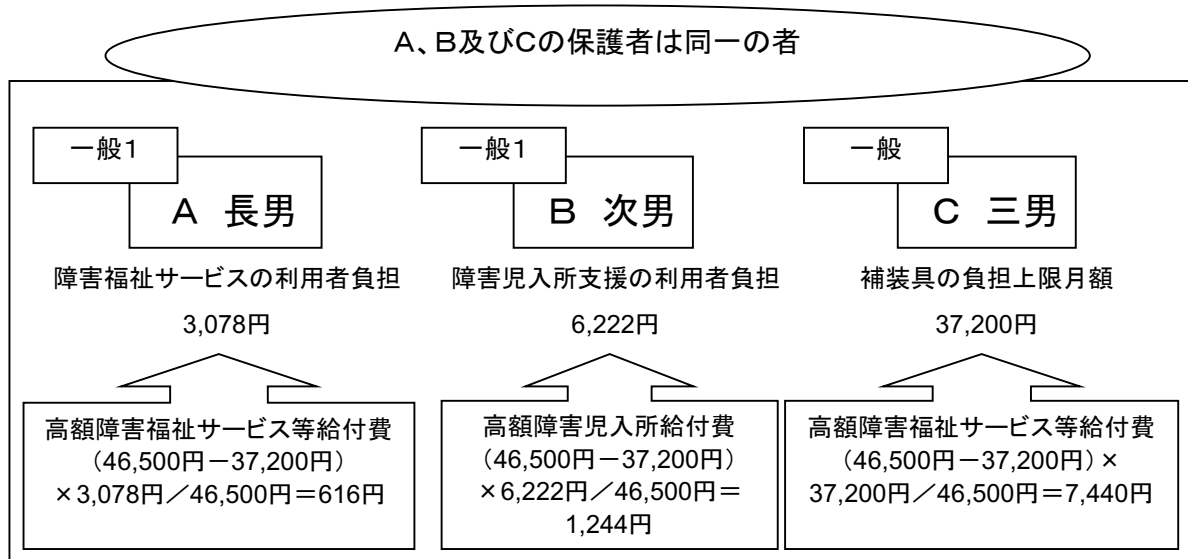 A、B及びCの保護者は同一の者
一般1
A 長男
障害福祉サービスの利用者負担
3,078円
高額障害福祉サービス等給付費
(46,500円-37,200円)
×3,078円/46,500円=616円
一般1
B 次男
障害児入所支援の利用者負担
6,222円
高額障害児入所給付費
(46,500円-37,200円)
×6,222円/46,500円=
1,244円
一般
C 三男
補装具の負担上限月額
37,200円
高額障害福祉サービス等給付費
(46,500円-37,200円)×
37,200円/46,500円=7,440円